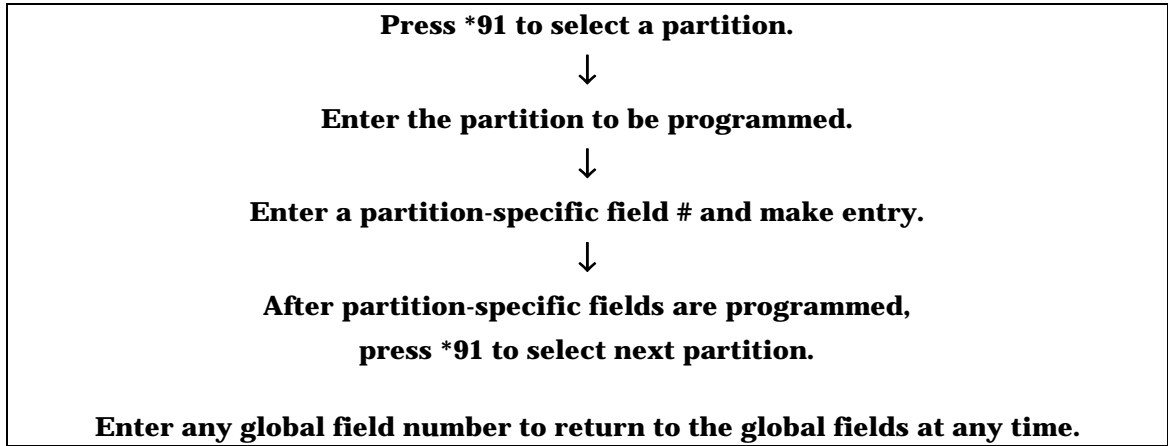 Press *91 to select a partition.
↓
Enter the partition to be programmed.
↓
Enter a partition-specific field # and make entry.
↓
After partition-specific fields are programmed,
press *91 to select next partition.
Enter any global field number to return to the global fields at any time.